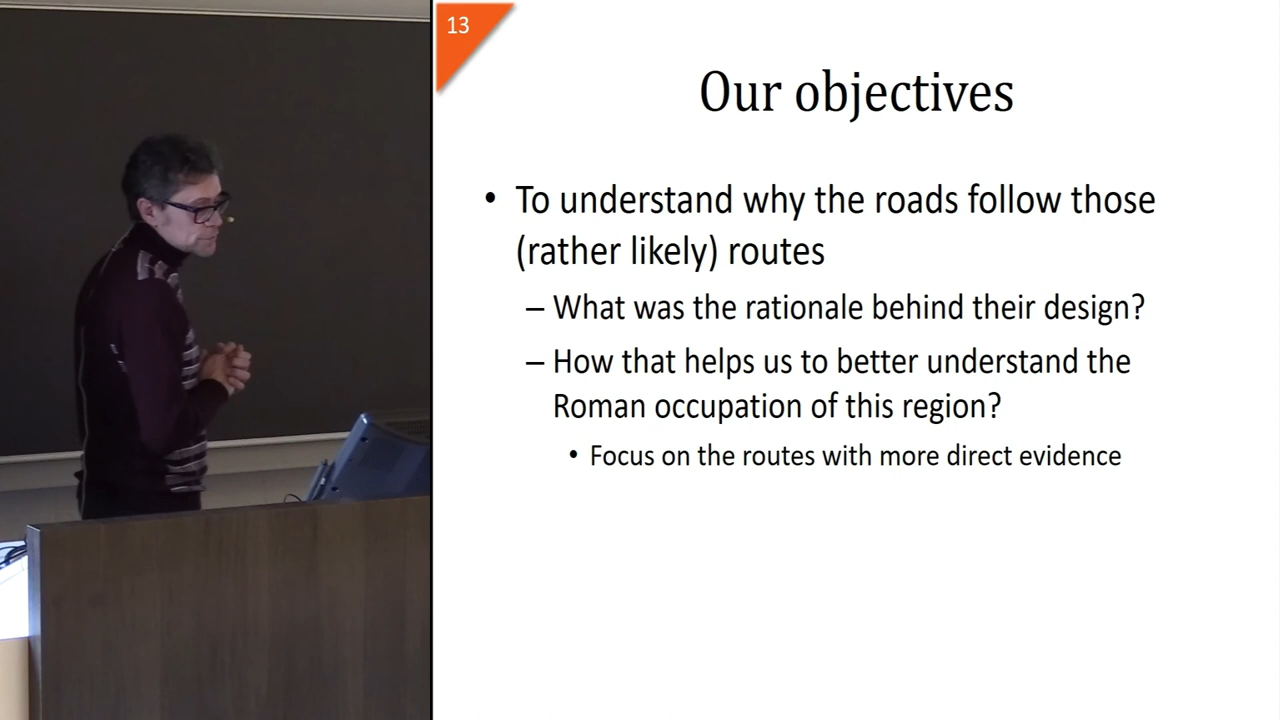 13
Our objectives
• To understand why the roads follow those
(rather likely) routes
– What was the rationale behind their design?
– How that helps us to better understand the
Roman occupation of this region?
• Focus on the routes with more direct evidence